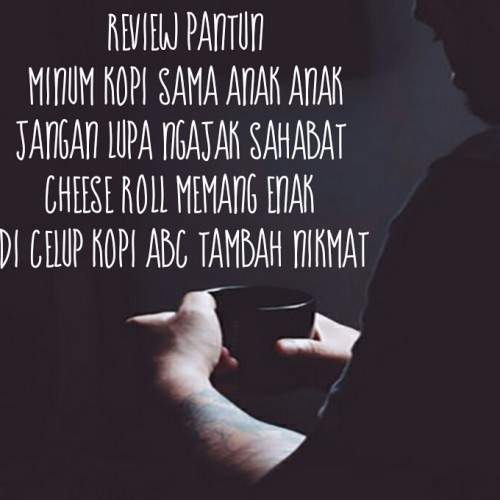 REVIEW PANTUN
MINUM KOPI SAMA ANAK ANAK
JANGAN LUPA NGAJAK SAHABAT
CHEESE ROLL MEMANG ENAK
DI CELUP KOPI ABC TAMBAH NIKMAT